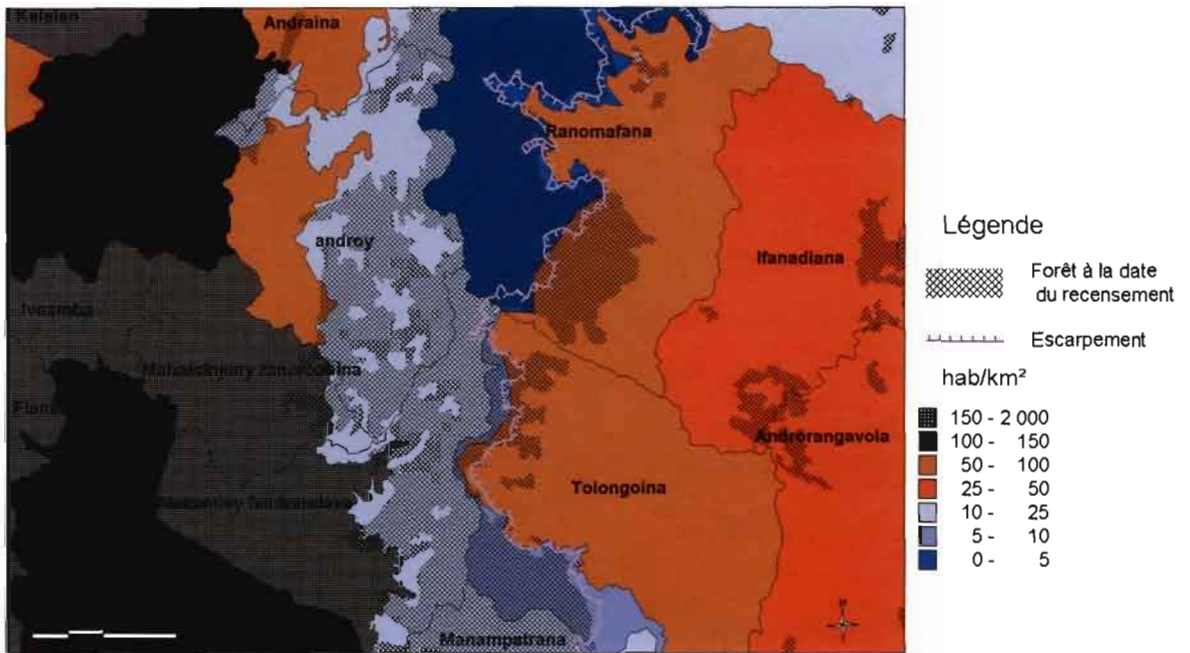 Kalalao
Andraina
Ranomafana
androy
Ifanadiana
Androrangavola
Tolongoina
Manampatrana
N
Légende
Forêt à la date
du recensement
Escarpement
hab/km²
150 - 2 000
100 - 150
50 - 100
25 - 50
10 - 25
5 - 10
0 - 5